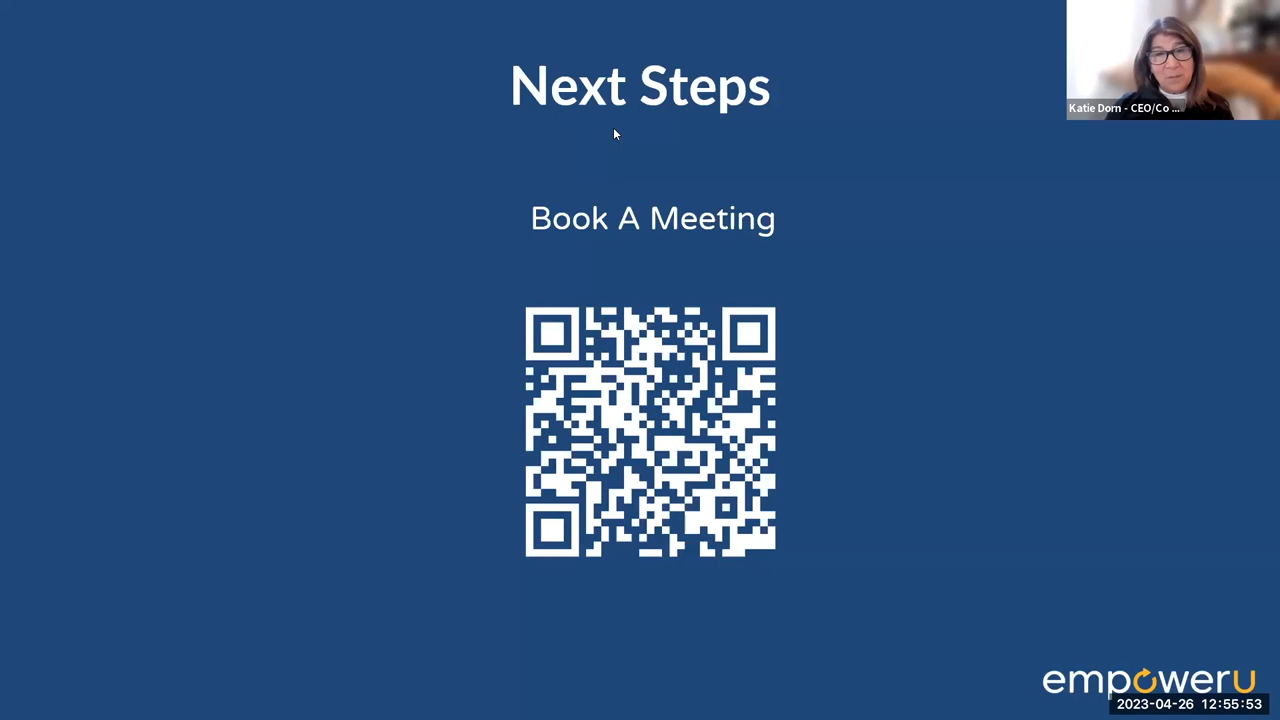 Next Steps
Katie Dorn - CEO/Co ...
Book A Meeting
empoweru
2023-04-26 12:55:53